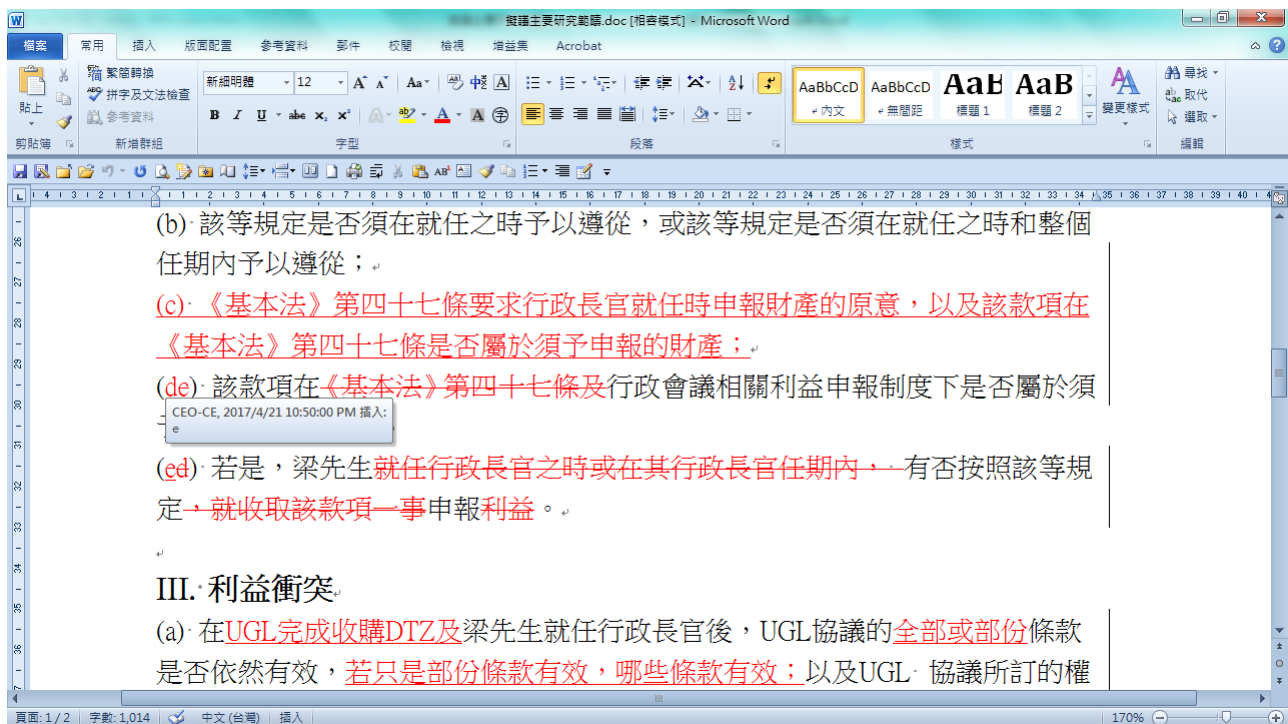 擬議主要研究範疇.doc [相容模式] - Microsoft Word
檔案 常用 插入 版面配置 參考資料 郵件 校閱 檢視 增益集 Acrobat
貼上
繁簡轉換
拼字及文法檢查
參考資料
新細明體 12
AaBbCcD AaBbCcD AaB AaB
內文 無間距 標題 1 標題 2
變更樣式
尋找
取代
選取
剪貼簿 新增群組 字型 段落 樣式 編輯
(b) 該等規定是否須在就任之時予以遵從，或該等規定是否須在就任之時和整個
任期內予以遵從；
(c) 《基本法》第四十七條要求行政長官就任時申報財產的原意，以及該款項在
《基本法》第四十七條是否屬於須予申報的財產；
(de) 該款項在《基本法》第四十七條及行政會議相關利益申報制度下是否屬於須
CEO-CE, 2017/4/21 10:50:00 PM 插入:
e
(ed) 若是，梁先生就任行政長官之時或在其行政長官任期內， 有否按照該等規
定，就收取該款項一事申報利益。
III. 利益衝突
(a) 在UGL完成收購DTZ及梁先生就任行政長官後，UGL協議的全部或部份條款
是否依然有效，若只是部份條款有效，哪些條款有效；以及UGL 協議所訂的權
頁面: 1 / 2 字數: 1,014 中文 (台灣) 插入 170%